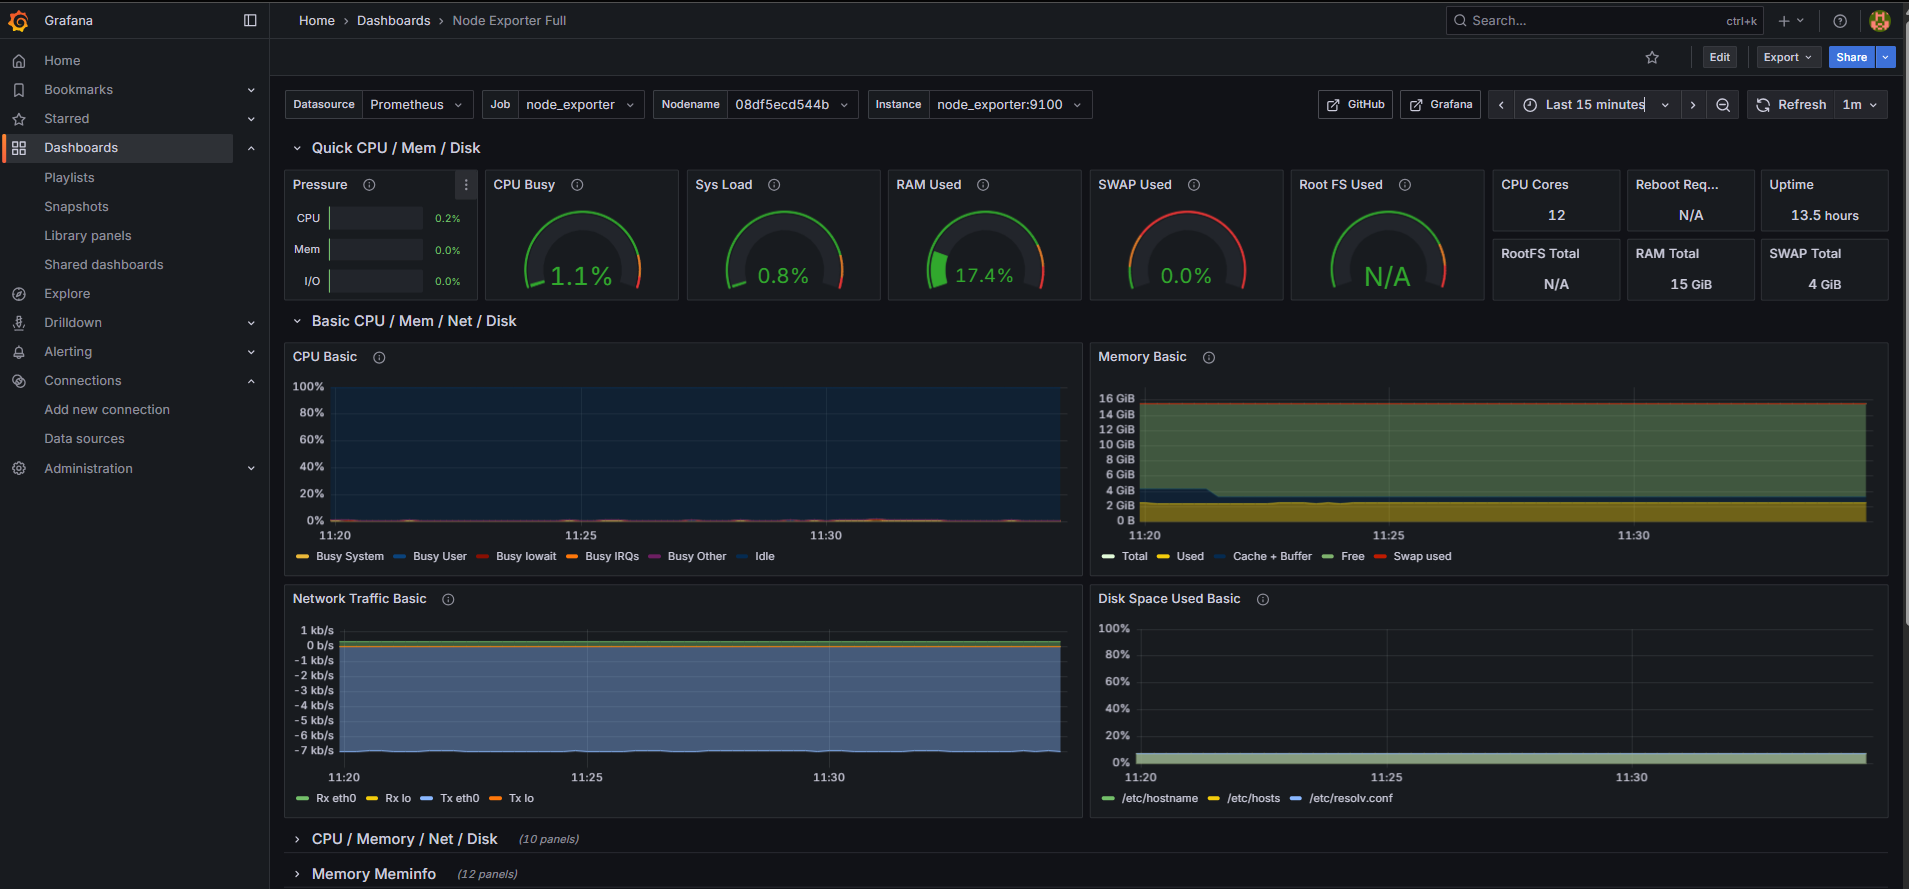 Grafana
Home › Dashboards › Node Exporter Full
Search... ctrl+k
Home
Bookmarks
Starred
Dashboards
Playlists
Snapshots
Library panels
Shared dashboards
Explore
Drilldown
Alerting
Connections
Add new connection
Data sources
Administration
Edit Export Share
Datasource Prometheus Job node_exporter Nodename 08df5ecd544b Instance node_exporter:9100 GitHub Grafana Last 15 minutes Refresh 1m
Quick CPU / Mem / Disk
Pressure
CPU 0.2%
Mem 0.0%
I/O 0.0%
CPU Busy
1.1%
Sys Load
0.8%
RAM Used
17.4%
SWAP Used
0.0%
Root FS Used
N/A
CPU Cores
12
Reboot Req...
N/A
Uptime
13.5 hours
RootFS Total
N/A
RAM Total
15 GiB
SWAP Total
4 GiB
Basic CPU / Mem / Net / Disk
CPU Basic
100%
80%
60%
40%
20%
0%
11:20 11:25 11:30
Busy System Busy User Busy Iowait Busy IRQs Busy Other Idle
Memory Basic
16 GiB
14 GiB
12 GiB
10 GiB
8 GiB
6 GiB
4 GiB
2 GiB
0 B
11:20 11:25 11:30
Total Used Cache + Buffer Free Swap used
Network Traffic Basic
1 kb/s
0 b/s
-1 kb/s
-2 kb/s
-3 kb/s
-4 kb/s
-5 kb/s
-6 kb/s
-7 kb/s
11:20 11:25 11:30
Rx eth0 Rx lo Tx eth0 Tx lo
Disk Space Used Basic
100%
80%
60%
40%
20%
0%
11:20 11:25 11:30
/etc/hostname /etc/hosts /etc/resolv.conf
CPU / Memory / Net / Disk (10 panels)
Memory Meminfo (12 panels)